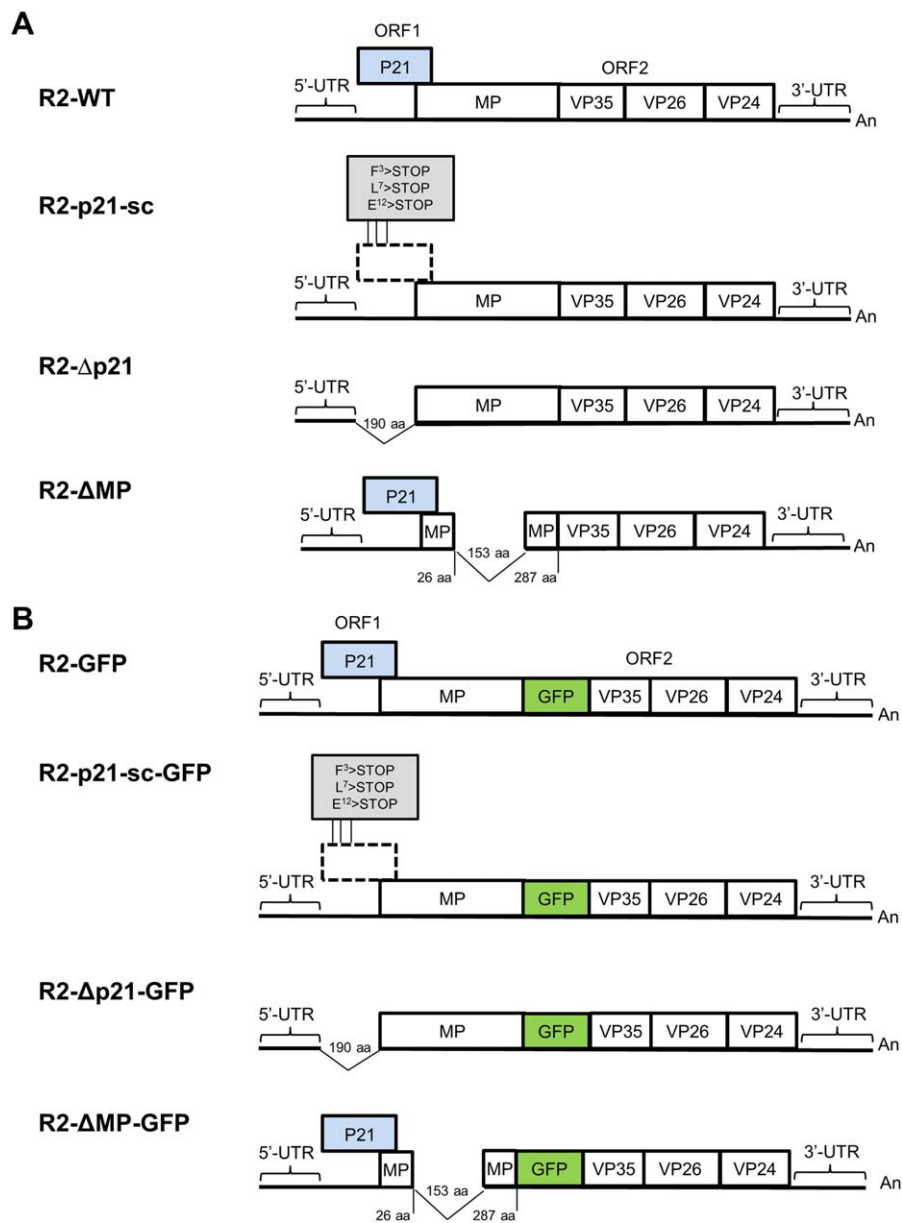 A
ORF1
R2-WT
5’-UTR
P21
ORF2
MP
VP35
VP26
VP24
3’-UTR
An
R2-p21-sc
F³>STOP
L⁷>STOP
E¹²>STOP
5’-UTR
MP
VP35
VP26
VP24
3’-UTR
An
R2-Δp21
5’-UTR
190 aa
MP
VP35
VP26
VP24
3’-UTR
An
R2-ΔMP
5’-UTR
P21
MP
26 aa
153 aa
287 aa
MP
VP35
VP26
VP24
3’-UTR
An
B
ORF1
R2-GFP
5’-UTR
P21
ORF2
MP
GFP
VP35
VP26
VP24
3’-UTR
An
R2-p21-sc-GFP
F³>STOP
L⁷>STOP
E¹²>STOP
5’-UTR
MP
GFP
VP35
VP26
VP24
3’-UTR
An
R2-Δp21-GFP
5’-UTR
190 aa
MP
GFP
VP35
VP26
VP24
3’-UTR
An
R2-ΔMP-GFP
5’-UTR
P21
MP
26 aa
153 aa
287 aa
MP
GFP
VP35
VP26
VP24
3’-UTR
An